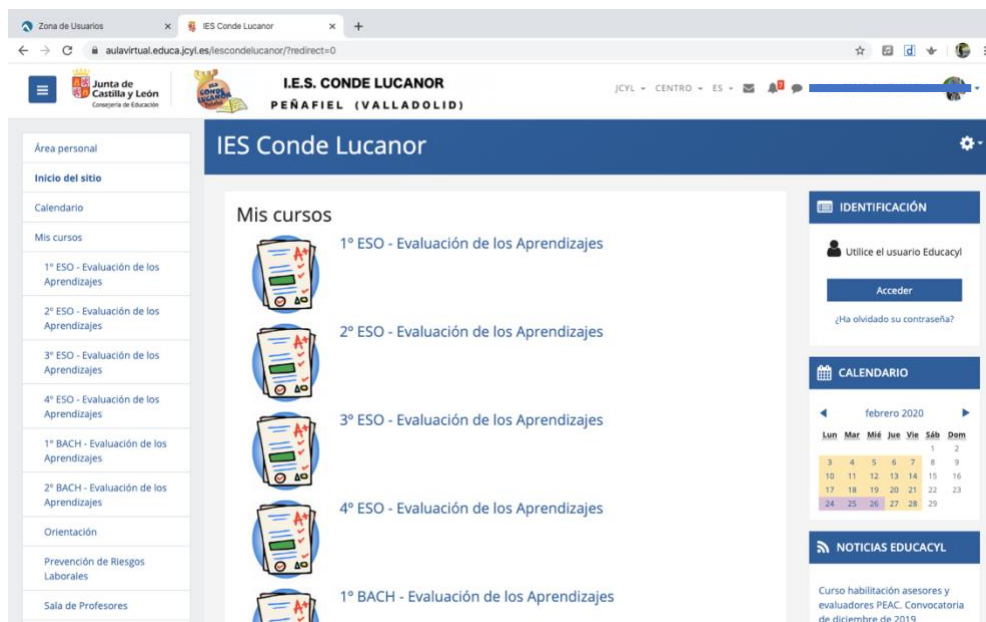 Zona de Usuarios
IES Conde Lucanor
aulavirtual.educa.jcyl.es/iescondelucanor/?redirect=0
Junta de
Castilla y León
Consejería de Educación
IES
CONDE
LUCANOR
I.E.S. CONDE LUCANOR
PEÑAFIEL (VALLADOLID)
JCYL
CENTRO
ES
Área personal
Inicio del sitio
Calendario
Mis cursos
1º ESO - Evaluación de los
Aprendizajes
2º ESO - Evaluación de los
Aprendizajes
3º ESO - Evaluación de los
Aprendizajes
4º ESO - Evaluación de los
Aprendizajes
1º BACH - Evaluación de los
Aprendizajes
2º BACH - Evaluación de los
Aprendizajes
Orientación
Prevención de Riesgos
Laborales
Sala de Profesores
IES Conde Lucanor
Mis cursos
A+
1º ESO - Evaluación de los Aprendizajes
A+
2º ESO - Evaluación de los Aprendizajes
A+
3º ESO - Evaluación de los Aprendizajes
A+
4º ESO - Evaluación de los Aprendizajes
A+
1º BACH - Evaluación de los Aprendizajes
IDENTIFICACIÓN
Utilice el usuario Educacyl
Acceder
¿Ha olvidado su contraseña?
CALENDARIO
febrero 2020
Lun Mar Mié Jue Vie Sáb Dom
1 2
3 4 5 6 7 8 9
10 11 12 13 14 15 16
17 18 19 20 21 22 23
24 25 26 27 28 29
NOTICIAS EDUCACYL
Curso habilitación asesores y
evaluadores PEAC. Convocatoria
de diciembre de 2019